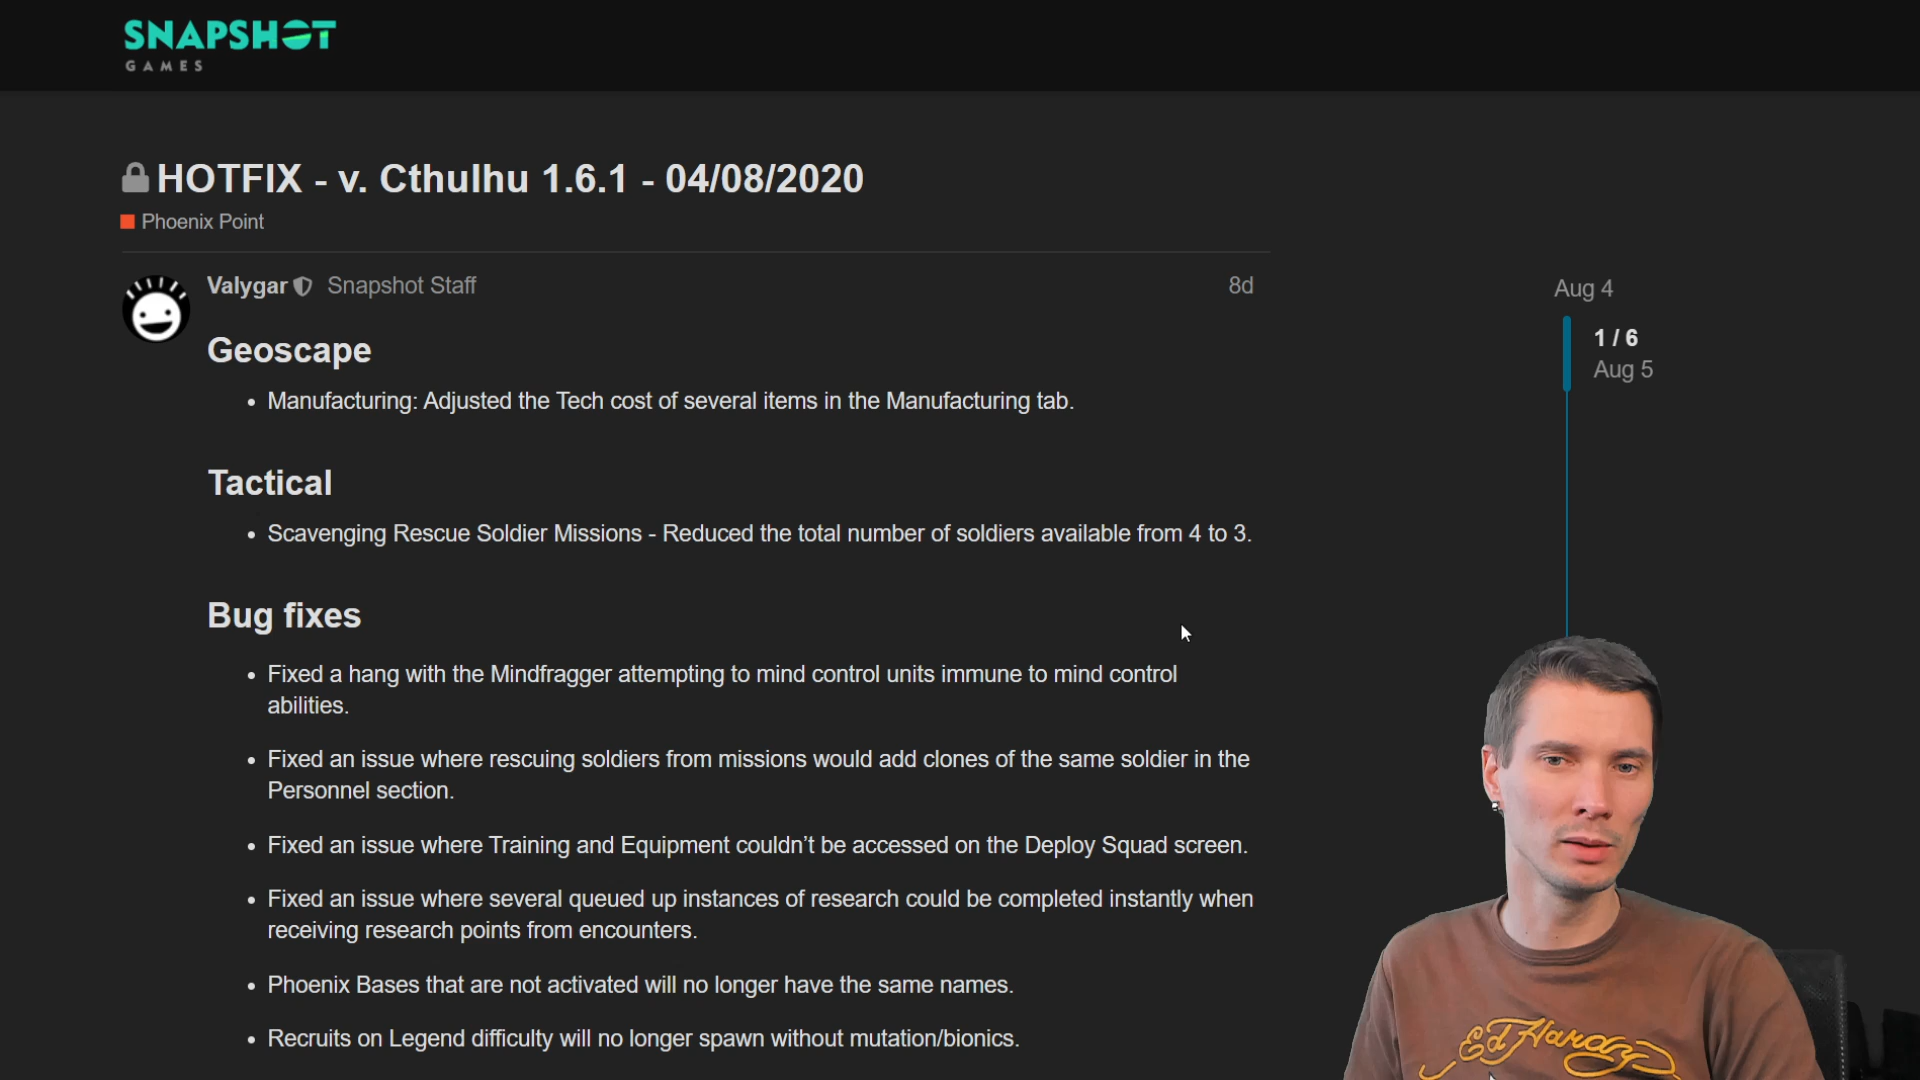 SNAPSHOT
GAMES
HOTFIX - v. Cthulhu 1.6.1 - 04/08/2020
Phoenix Point
Valygar Snapshot Staff 8d
Aug 4
1 / 6
Aug 5
Geoscape
Manufacturing: Adjusted the Tech cost of several items in the Manufacturing tab.
Tactical
Scavenging Rescue Soldier Missions - Reduced the total number of soldiers available from 4 to 3.
Bug fixes
Fixed a hang with the Mindfragger attempting to mind control units immune to mind control
abilities.
Fixed an issue where rescuing soldiers from missions would add clones of the same soldier in the
Personnel section.
Fixed an issue where Training and Equipment couldn’t be accessed on the Deploy Squad screen.
Fixed an issue where several queued up instances of research could be completed instantly when
receiving research points from encounters.
Phoenix Bases that are not activated will no longer have the same names.
Recruits on Legend difficulty will no longer spawn without mutation/bionics.
Ed Hardy